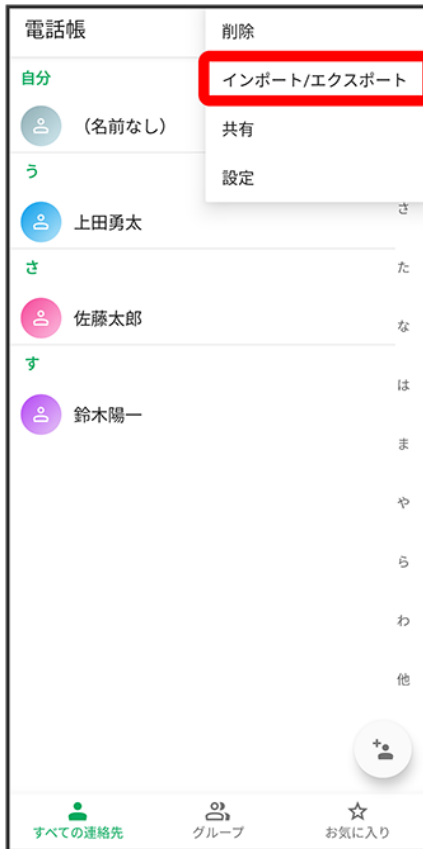 電話帳
削除
インポート/エクスポート
共有
設定
自分
(名前なし)
う
上田勇太
さ
佐藤太郎
す
鈴木陽一
さ
た
な
は
ま
や
ら
わ
他
すべての連絡先
グループ
お気に入り